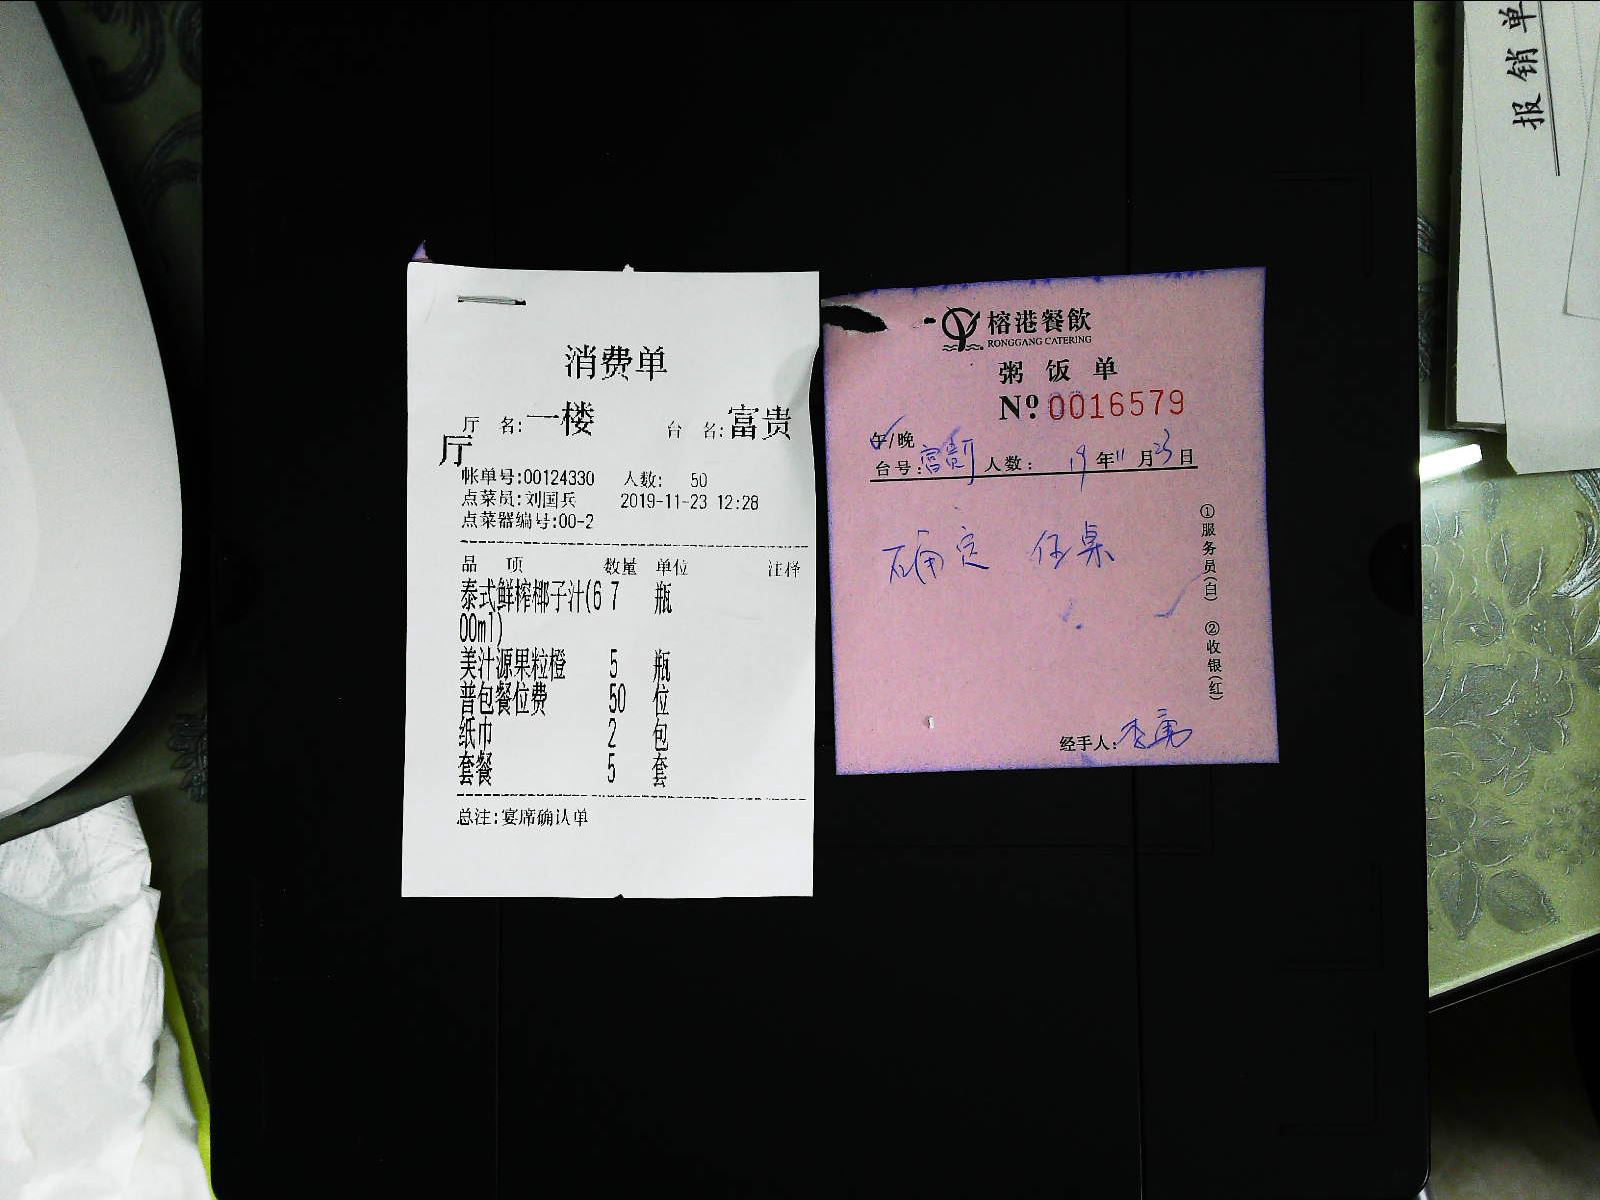 消费单
厅 名:一楼 台 名:富贵
厅
帐单号:00124330 人数: 50
点菜员:刘国兵 2019-11-23 12:28
点菜器编号:00-2
品 项 数量 单位 注释
泰式鲜榨椰子汁(6 7 瓶
00ml)
美汁源果粒橙 5 瓶
普包餐位费 50 位
纸巾 2 包
套餐 5 套
总注:宴席确认单
榕港餐飲
RONGGANG CATERING
粥饭单
Nº:0016579
午/晚
台号:富贵厅 人数: 19年11月23日
确定 伍桌
①服务员(白) ②收银(红)
经手人:
报销单